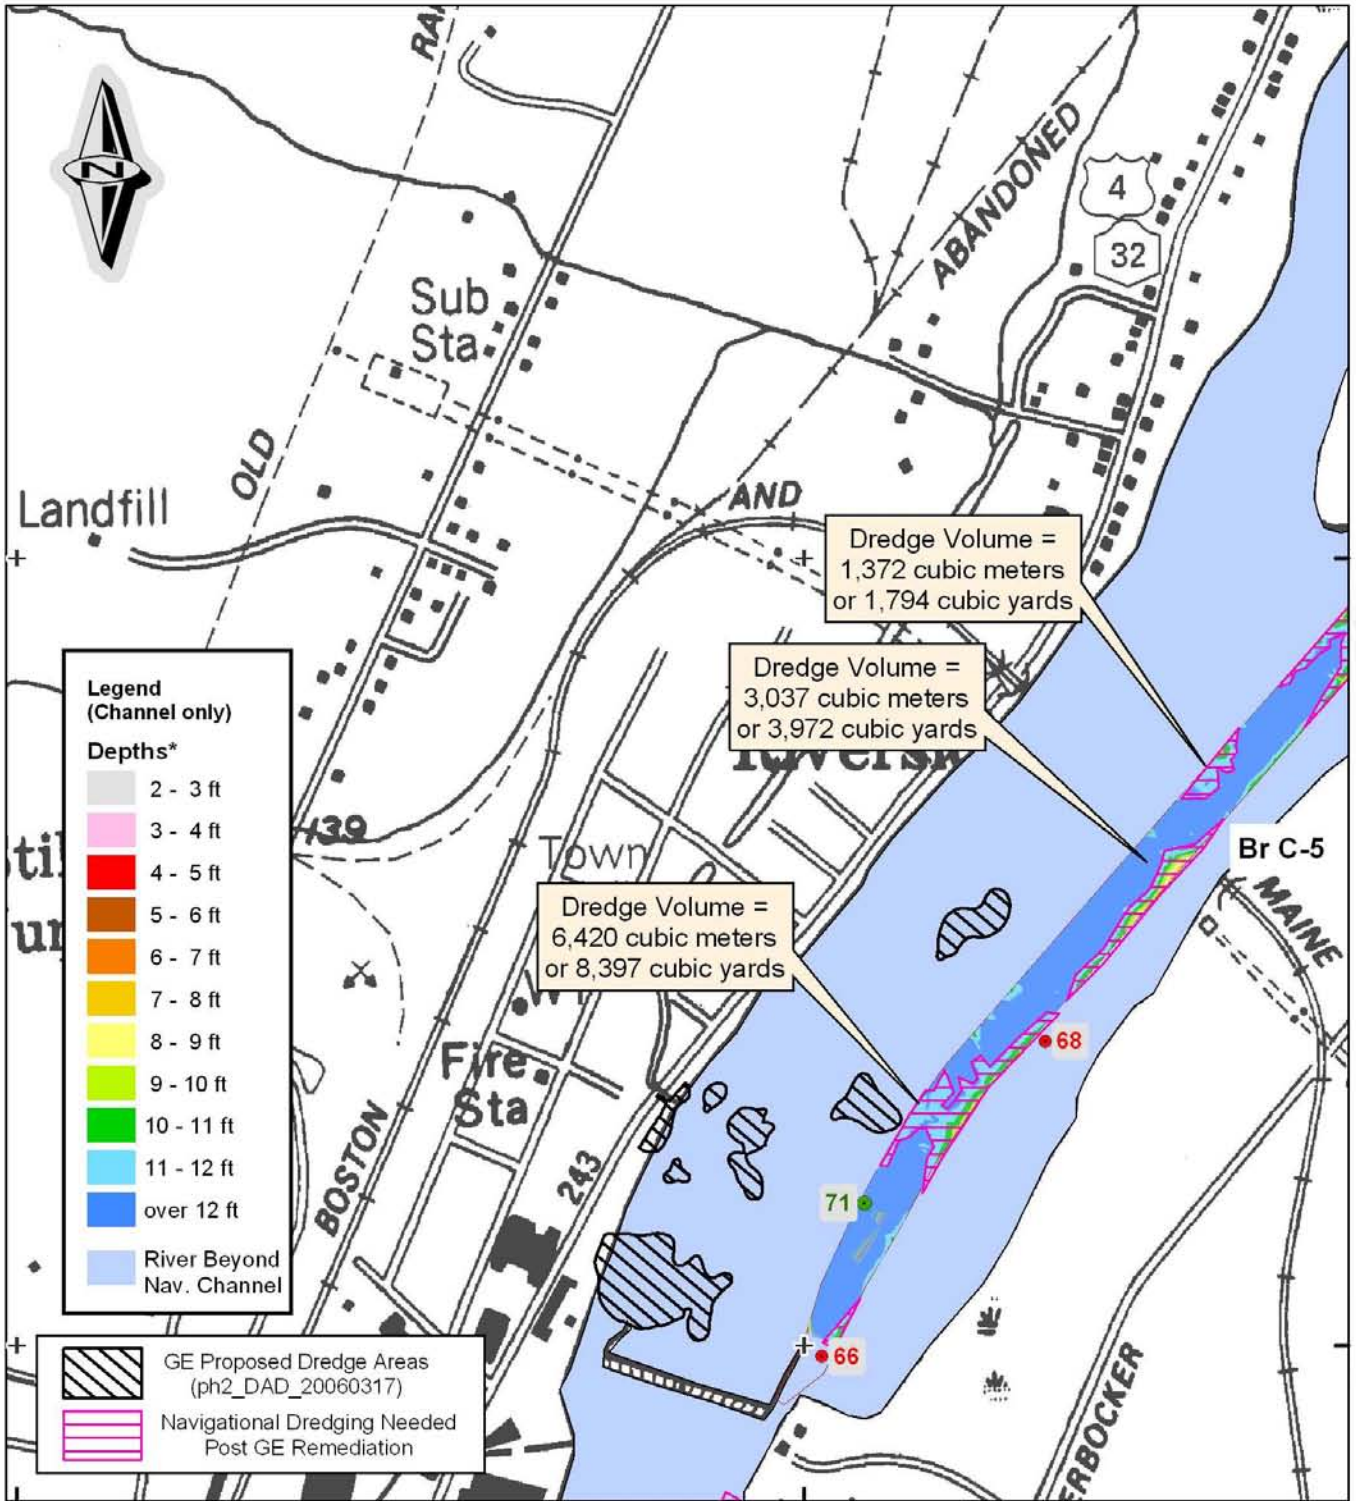 N
4
32
ABANDONED
Sub
Sta
OLD
AND
Landfill
Dredge Volume =
1,372 cubic meters
or 1,794 cubic yards
Dredge Volume =
3,037 cubic meters
or 3,972 cubic yards
Legend
(Channel only)
Depths*
2 - 3 ft
3 - 4 ft
4 - 5 ft
5 - 6 ft
6 - 7 ft
7 - 8 ft
8 - 9 ft
9 - 10 ft
10 - 11 ft
11 - 12 ft
over 12 ft
River Beyond
Nav. Channel
139
Town
Br C-5
MAINE
Dredge Volume =
6,420 cubic meters
or 8,397 cubic yards
68
Fire
Sta
BOSTON
243
71
66
GE Proposed Dredge Areas
(ph2_DAD_20060317)
Navigational Dredging Needed
Post GE Remediation
ERBOCKER